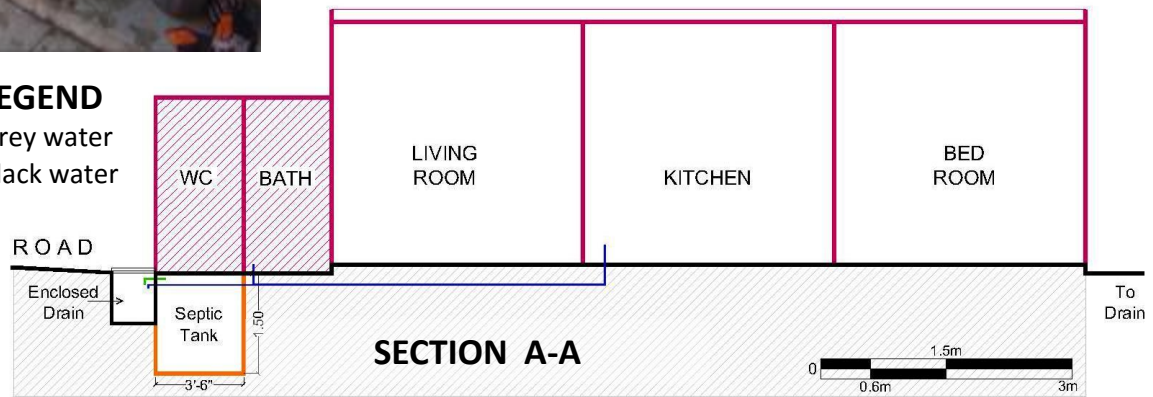 EGEND
rey water
lack water
WC
BATH
LIVING
ROOM
KITCHEN
BED
ROOM
ROAD
Enclosed
Drain
Septic
Tank
1.50
3'-6"
SECTION A-A
To
Drain
0
1.5m
0.6m
3m